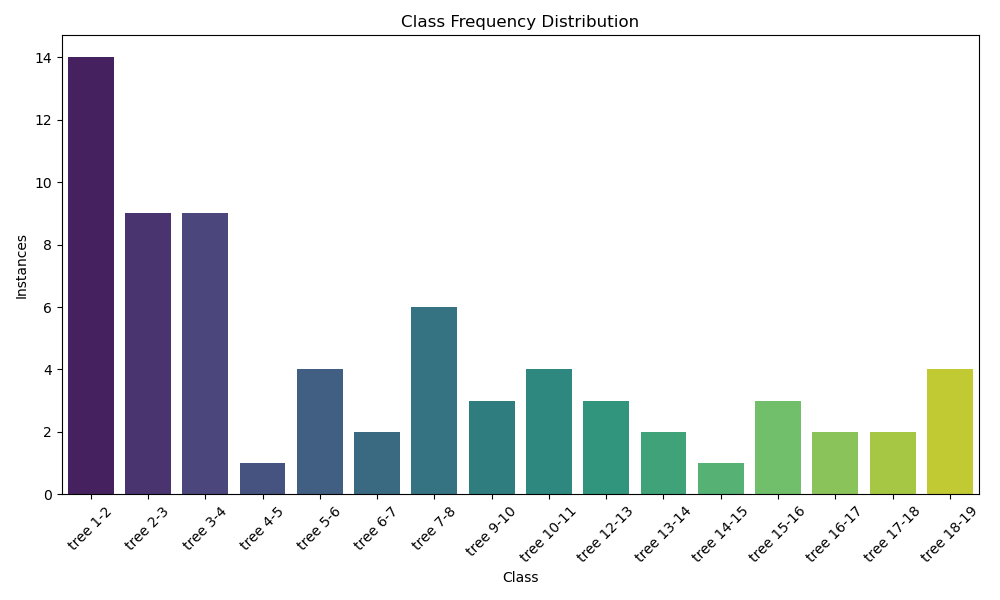 Class Frequency Distribution
Instances
14
12
10
8
6
4
2
0
tree 1-2
tree 2-3
tree 3-4
tree 4-5
tree 5-6
tree 6-7
tree 7-8
tree 9-10
tree 10-11
tree 12-13
tree 13-14
tree 14-15
tree 15-16
tree 16-17
tree 17-18
tree 18-19
Class